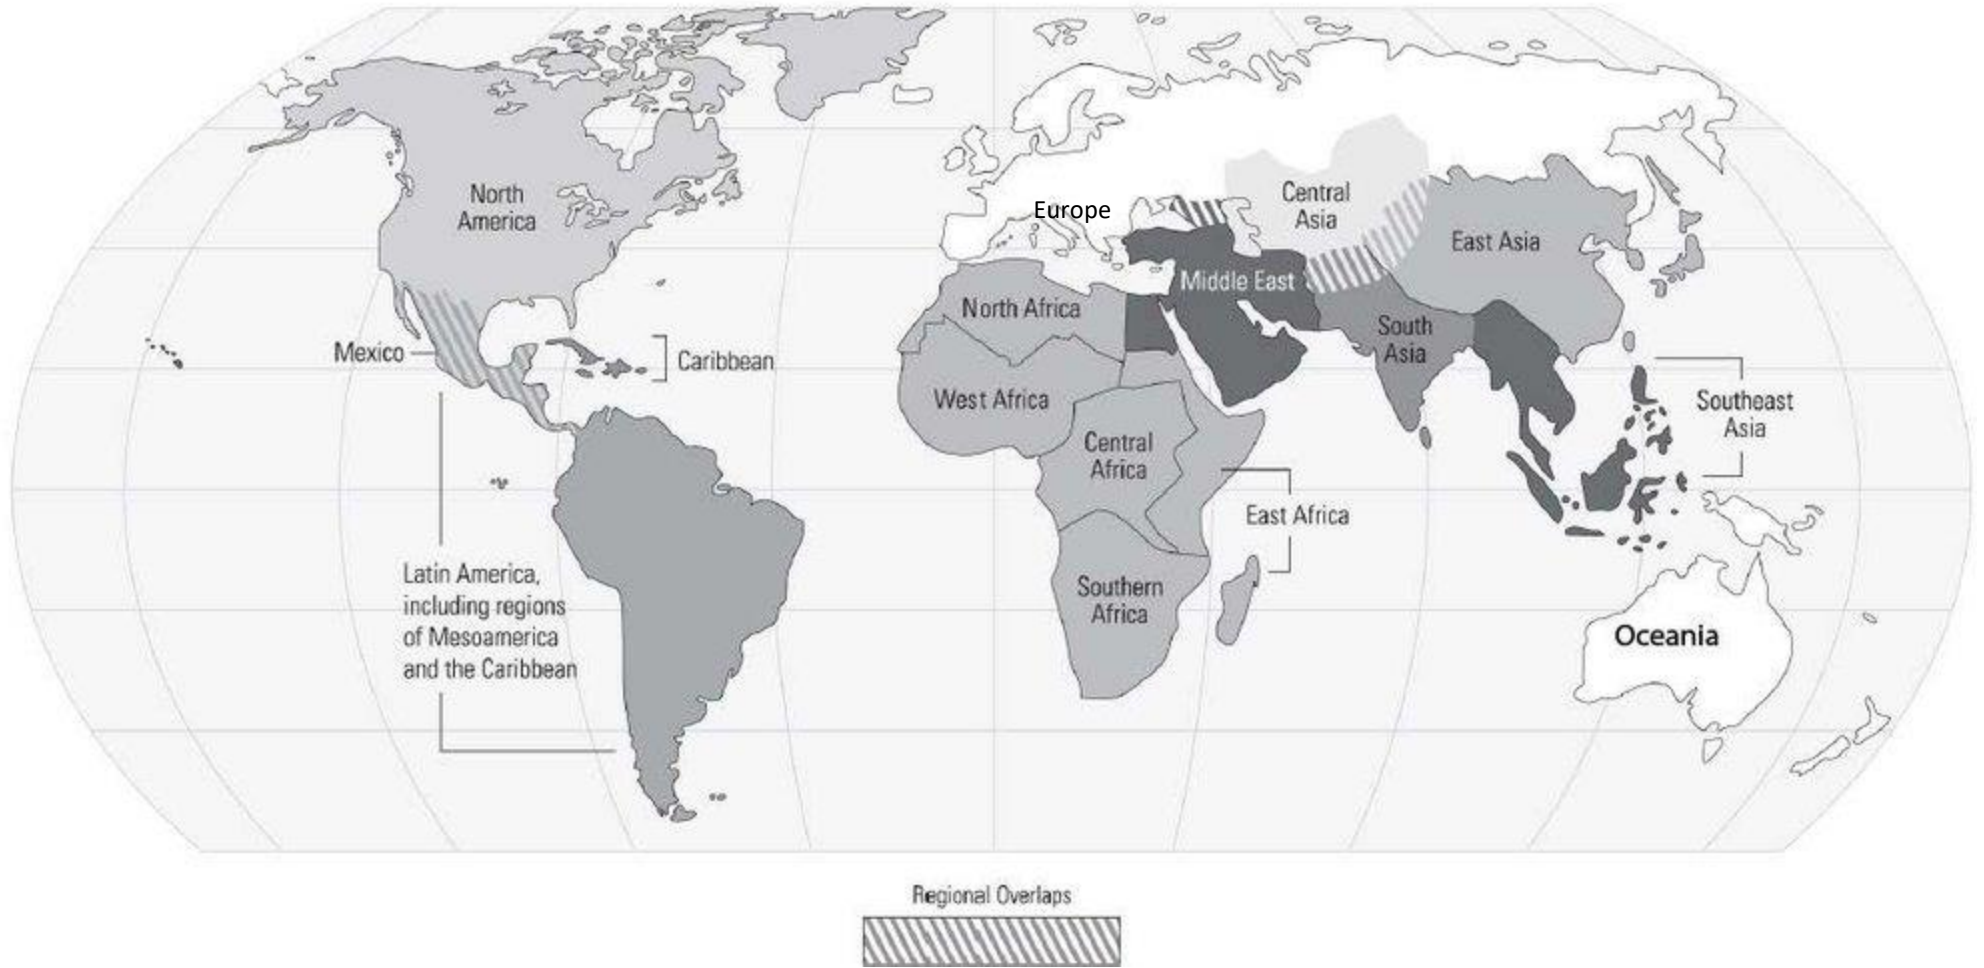 North
America
Mexico
Caribbean
Latin America,
including regions
of Mesoamerica
and the Caribbean
Europe
Central
Asia
East Asia
Middle East
North Africa
South
Asia
West Africa
Central
Africa
Southeast
Asia
East Africa
Southern
Africa
Oceania
Regional Overlaps